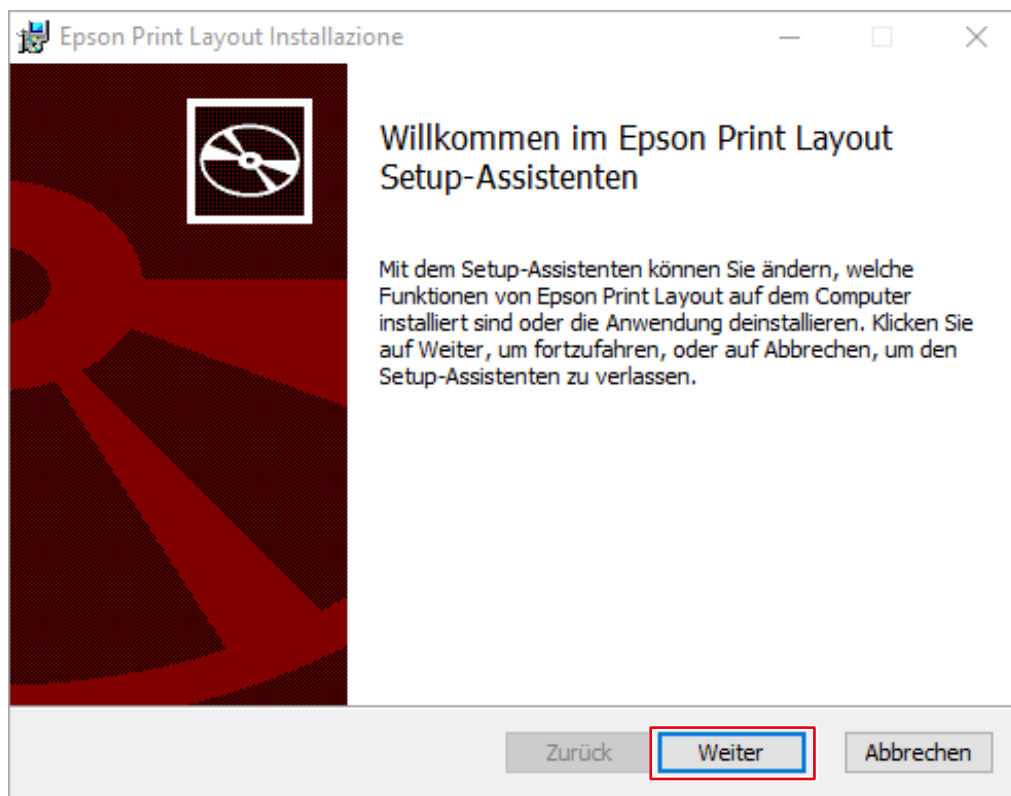 Epson Print Layout Installazione
Willkommen im Epson Print Layout
Setup-Assistenten
Mit dem Setup-Assistenten können Sie ändern, welche
Funktionen von Epson Print Layout auf dem Computer
installiert sind oder die Anwendung deinstallieren. Klicken Sie
auf Weiter, um fortzufahren, oder auf Abbrechen, um den
Setup-Assistenten zu verlassen.
Zurück Weiter Abbrechen